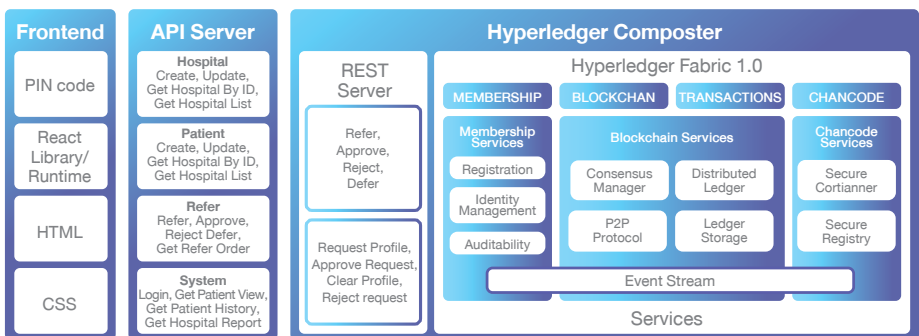 Frontend
PIN code
React
Library/
Runtime
HTML
CSS
API Server
Hospital
Create, Update,
Get Hospital By ID,
Get Hospital List
Patient
Create, Update,
Get Hospital By ID,
Get Hospital List
Refer
Refer, Approve,
Reject Defer,
Get Refer Order
System
Login, Get Patient View,
Get Patient History,
Get Hospital Report
Hyperledger Composter
REST
Server
Refer,
Approve,
Reject,
Defer
Request Profile,
Approve Request,
Clear Profile,
Reject request
Hyperledger Fabric 1.0
MEMBERSHIP
BLOCKCHAN
TRANSACTIONS
CHANCODE
Membership
Services
Registration
Identity
Management
Auditability
Blockchain Services
Consensus
Manager
Distributed
Ledger
P2P
Protocol
Ledger
Storage
Chancode
Services
Secure
Cortianner
Secure
Registry
Event Stream
Services